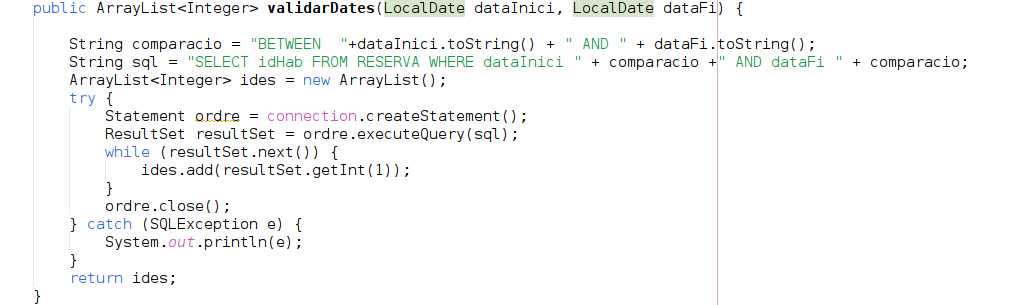 public ArrayList<Integer> validarDates(LocalDate dataInici, LocalDate dataFi) {
String comparacio = "BETWEEN  "+dataInici.toString() + " AND " + dataFi.toString();
String sql = "SELECT idHab FROM RESERVA WHERE dataInici " + comparacio +" AND dataFi " + comparacio;
ArrayList<Integer> ides = new ArrayList();
try {
Statement ordre = connection.createStatement();
ResultSet resultSet = ordre.executeQuery(sql);
while (resultSet.next()) {
ides.add(resultSet.getInt(1));
}
ordre.close();
} catch (SQLException e) {
System.out.println(e);
}
return ides;
}